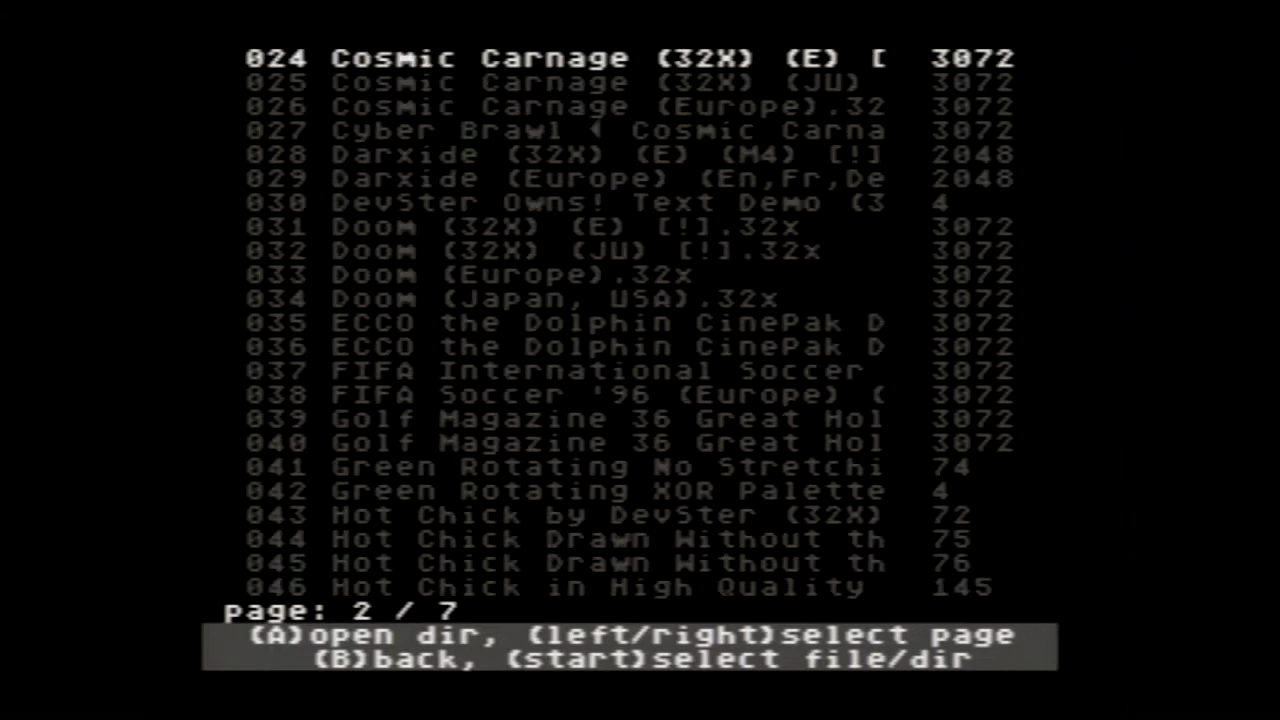 024 Cosmic Carnage (32X) (E) [ 3072
025 Cosmic Carnage (32X) (JU) 3072
026 Cosmic Carnage (Europe).32 3072
027 Cyber Brawl ◀ Cosmic Carna 3072
028 Darxide (32X) (E) (M4) [!] 2048
029 Darxide (Europe) (En,Fr,De 2048
030 DevSter Owns! Text Demo (3 4
031 Doom (32X) (E) [!].32x 3072
032 Doom (32X) (JU) [!].32x 3072
033 Doom (Europe).32x 3072
034 Doom (Japan, USA).32x 3072
035 ECCO the Dolphin CinePak D 3072
036 ECCO the Dolphin CinePak D 3072
037 FIFA International Soccer 3072
038 FIFA Soccer '96 (Europe) ( 3072
039 Golf Magazine 36 Great Hol 3072
040 Golf Magazine 36 Great Hol 3072
041 Green Rotating No Stretchi 74
042 Green Rotating XOR Palette 4
043 Hot Chick by DevSter (32X) 72
044 Hot Chick Drawn Without th 75
045 Hot Chick Drawn Without th 76
046 Hot Chick in High Quality 145
page: 2 / 7
(A)open dir, (left/right)select page
(B)back, (start)select file/dir